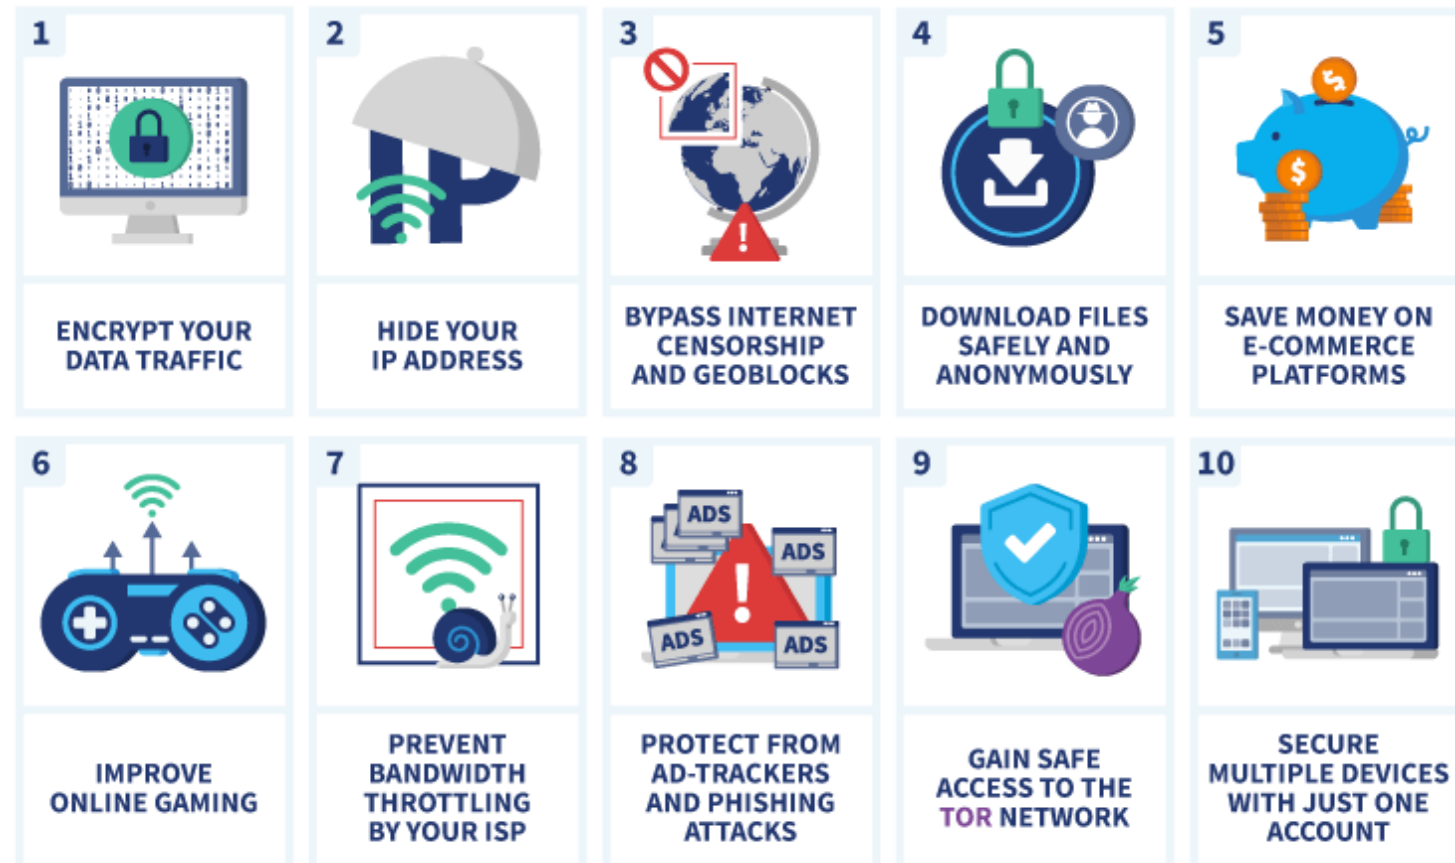 1
ENCRYPT YOUR
DATA TRAFFIC
2
IP
HIDE YOUR
IP ADDRESS
3
!
BYPASS INTERNET
CENSORSHIP
AND GEOBLOCKS
4
DOWNLOAD FILES
SAFELY AND
ANONYMOUSLY
5
$
$
SAVE MONEY ON
E-COMMERCE
PLATFORMS
6
IMPROVE
ONLINE GAMING
7
PREVENT
BANDWIDTH
THROTTLING
BY YOUR ISP
8
ADS
ADS
!
ADS
ADS
PROTECT FROM
AD-TRACKERS
AND PHISHING
ATTACKS
9
GAIN SAFE
ACCESS TO THE
TOR NETWORK
10
SECURE
MULTIPLE DEVICES
WITH JUST ONE
ACCOUNT